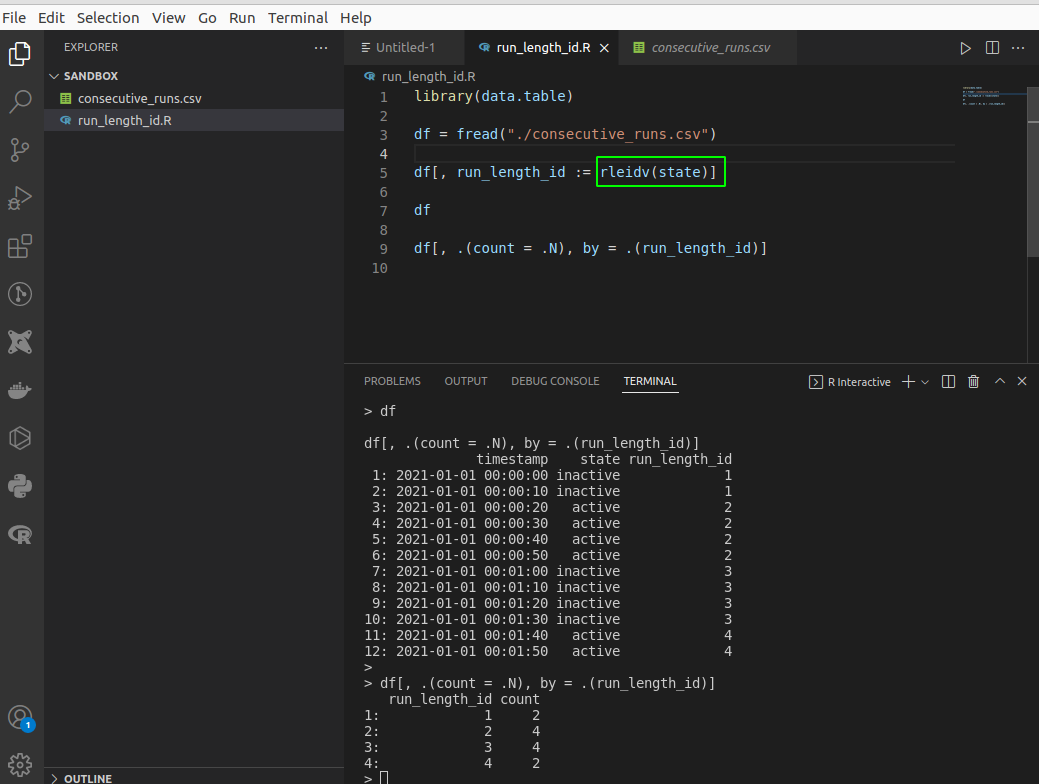 File Edit Selection View Go Run Terminal Help
EXPLORER ...
SANDBOX
consecutive_runs.csv
run_length_id.R
1
OUTLINE
Untitled-1 run_length_id.R consecutive_runs.csv
run_length_id.R
1 library(data.table)
2
3 df = fread("./consecutive_runs.csv")
4
5 df[, run_length_id := rleidv(state)]
6
7 df
8
9 df[, .(count = .N), by = .(run_length_id)]
10
PROBLEMS OUTPUT DEBUG CONSOLE TERMINAL R Interactive
> df
df[, .(count = .N), by = .(run_length_id)]
timestamp state run_length_id
1: 2021-01-01 00:00:00 inactive 1
2: 2021-01-01 00:00:10 inactive 1
3: 2021-01-01 00:00:20 active 2
4: 2021-01-01 00:00:30 active 2
5: 2021-01-01 00:00:40 active 2
6: 2021-01-01 00:00:50 active 2
7: 2021-01-01 00:01:00 inactive 3
8: 2021-01-01 00:01:10 inactive 3
9: 2021-01-01 00:01:20 inactive 3
10: 2021-01-01 00:01:30 inactive 3
11: 2021-01-01 00:01:40 active 4
12: 2021-01-01 00:01:50 active 4
>
> df[, .(count = .N), by = .(run_length_id)]
run_length_id count
1: 1 2
2: 2 4
3: 3 4
4: 4 2
>